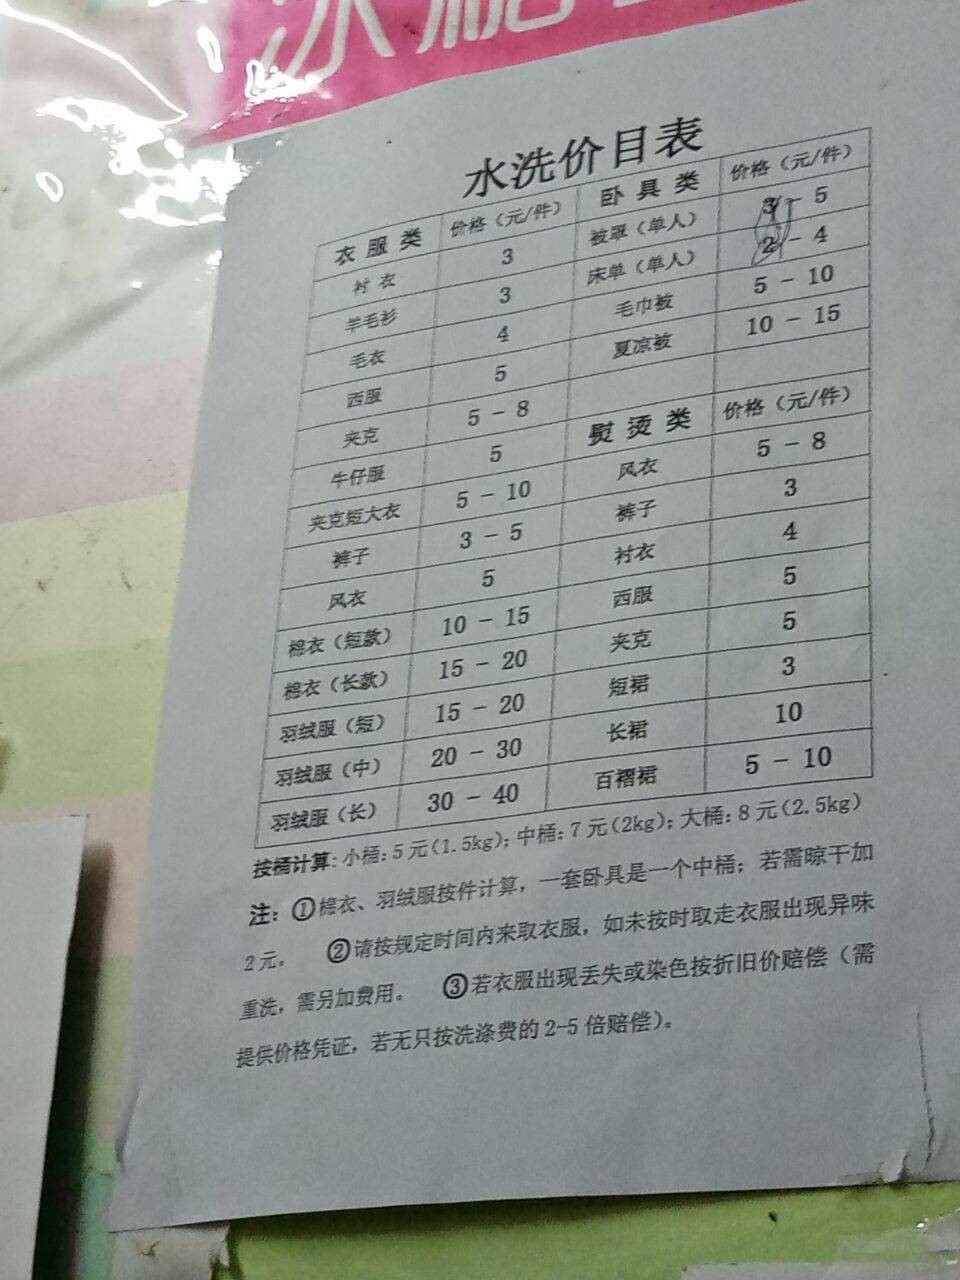 水洗价目表
衣服类 价格（元/件） 卧具类 价格（元/件）
衬衣 3 被罩（单人） - 5
羊毛衫 3 床单（单人） 2 - 4
毛衣 4 毛巾被 5 - 10
西服 5 夏凉被 10 - 15
夹克 5 - 8
牛仔服 5 熨烫类 价格（元/件）
夹克短大衣 5 - 10 风衣 5 - 8
裤子 3 - 5 裤子 3
风衣 5 衬衣 4
棉衣（短款） 10 - 15 西服 5
棉衣（长款） 15 - 20 夹克 5
羽绒服（短） 15 - 20 短裙 3
羽绒服（中） 20 - 30 长裙 10
羽绒服（长） 30 - 40 百褶裙 5 - 10
按桶计算：小桶：5元(1.5kg)；中桶：7元(2kg)；大桶：8元(2.5kg)
注：①棉衣、羽绒服按件计算，一套卧具是一个中桶；若需晾干加
2元。 ②请按规定时间内来取衣服，如未按时取走衣服出现异味
重洗，需另加费用。 ③若衣服出现丢失或染色按折旧价赔偿（需
提供价格凭证，若无只按洗涤费的2-5倍赔偿）。